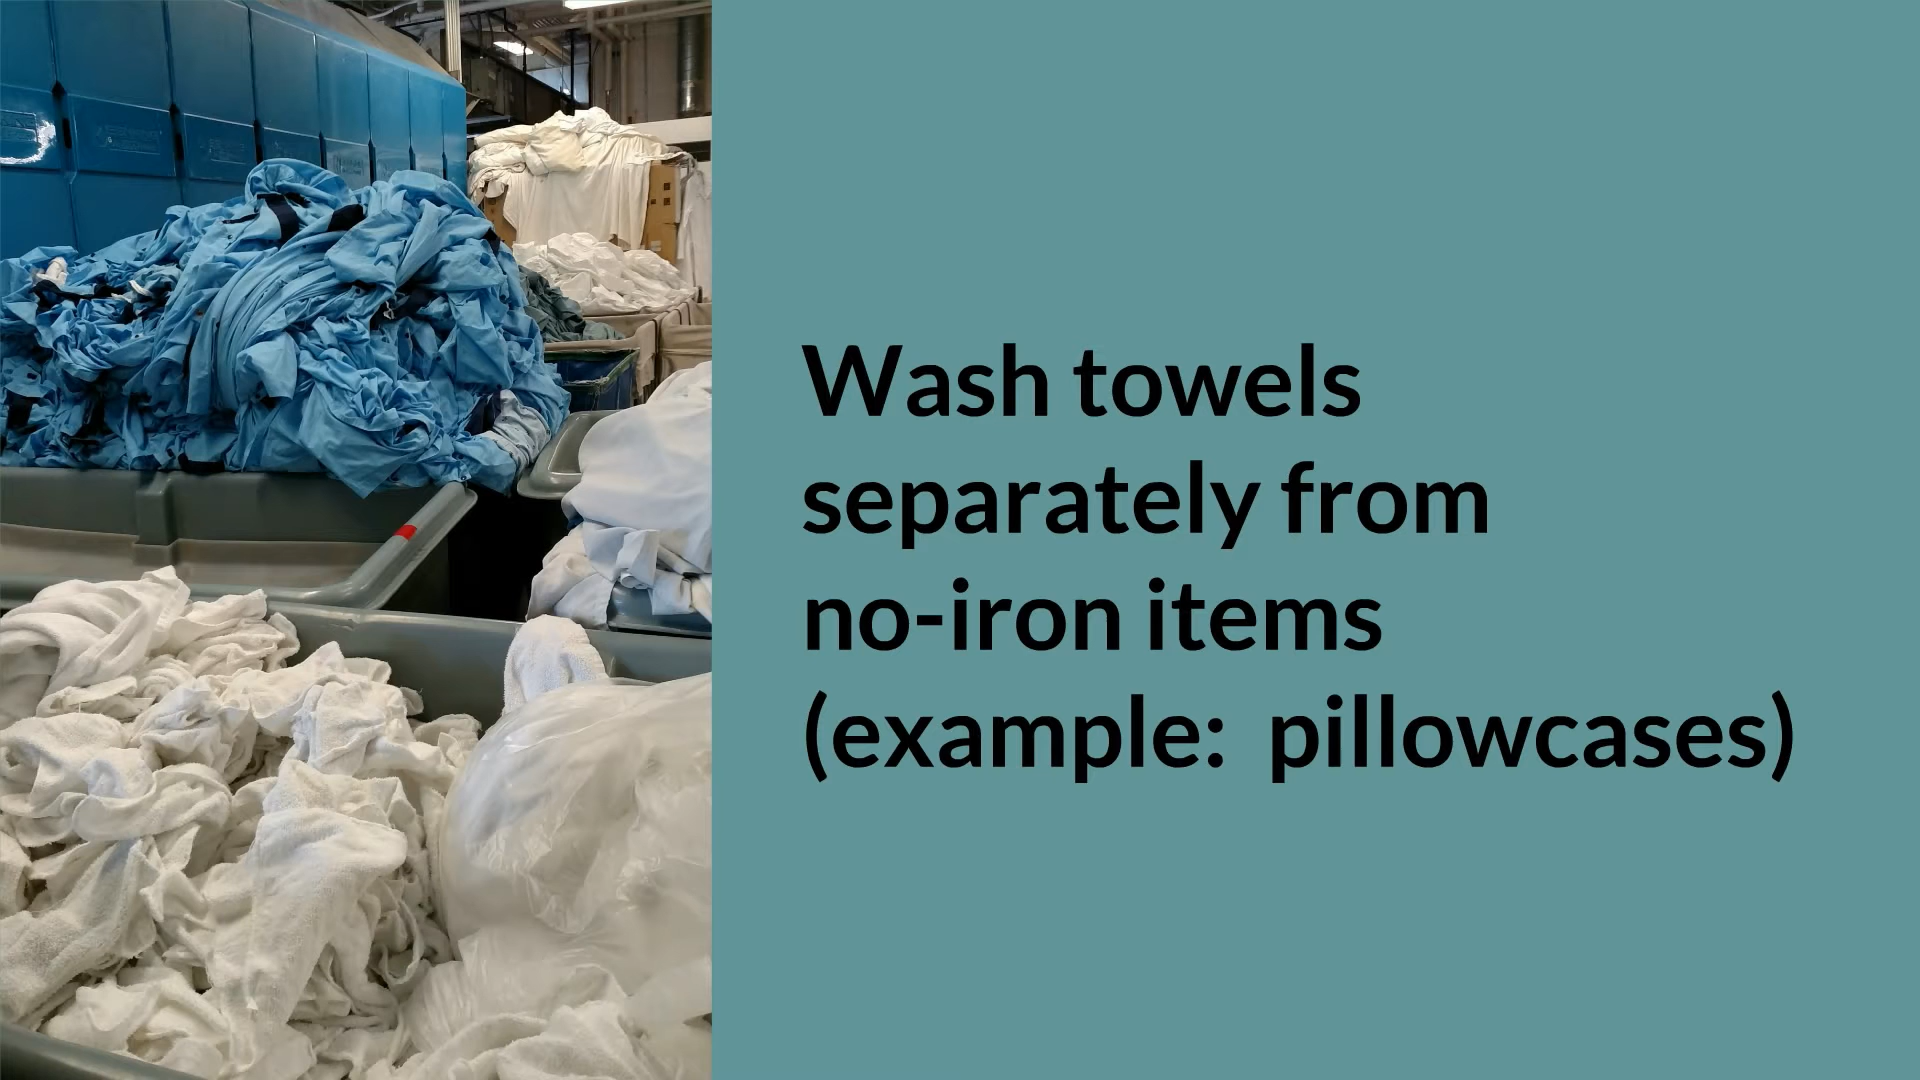 Wash towels
separately from
no-iron items
(example:  pillowcases)